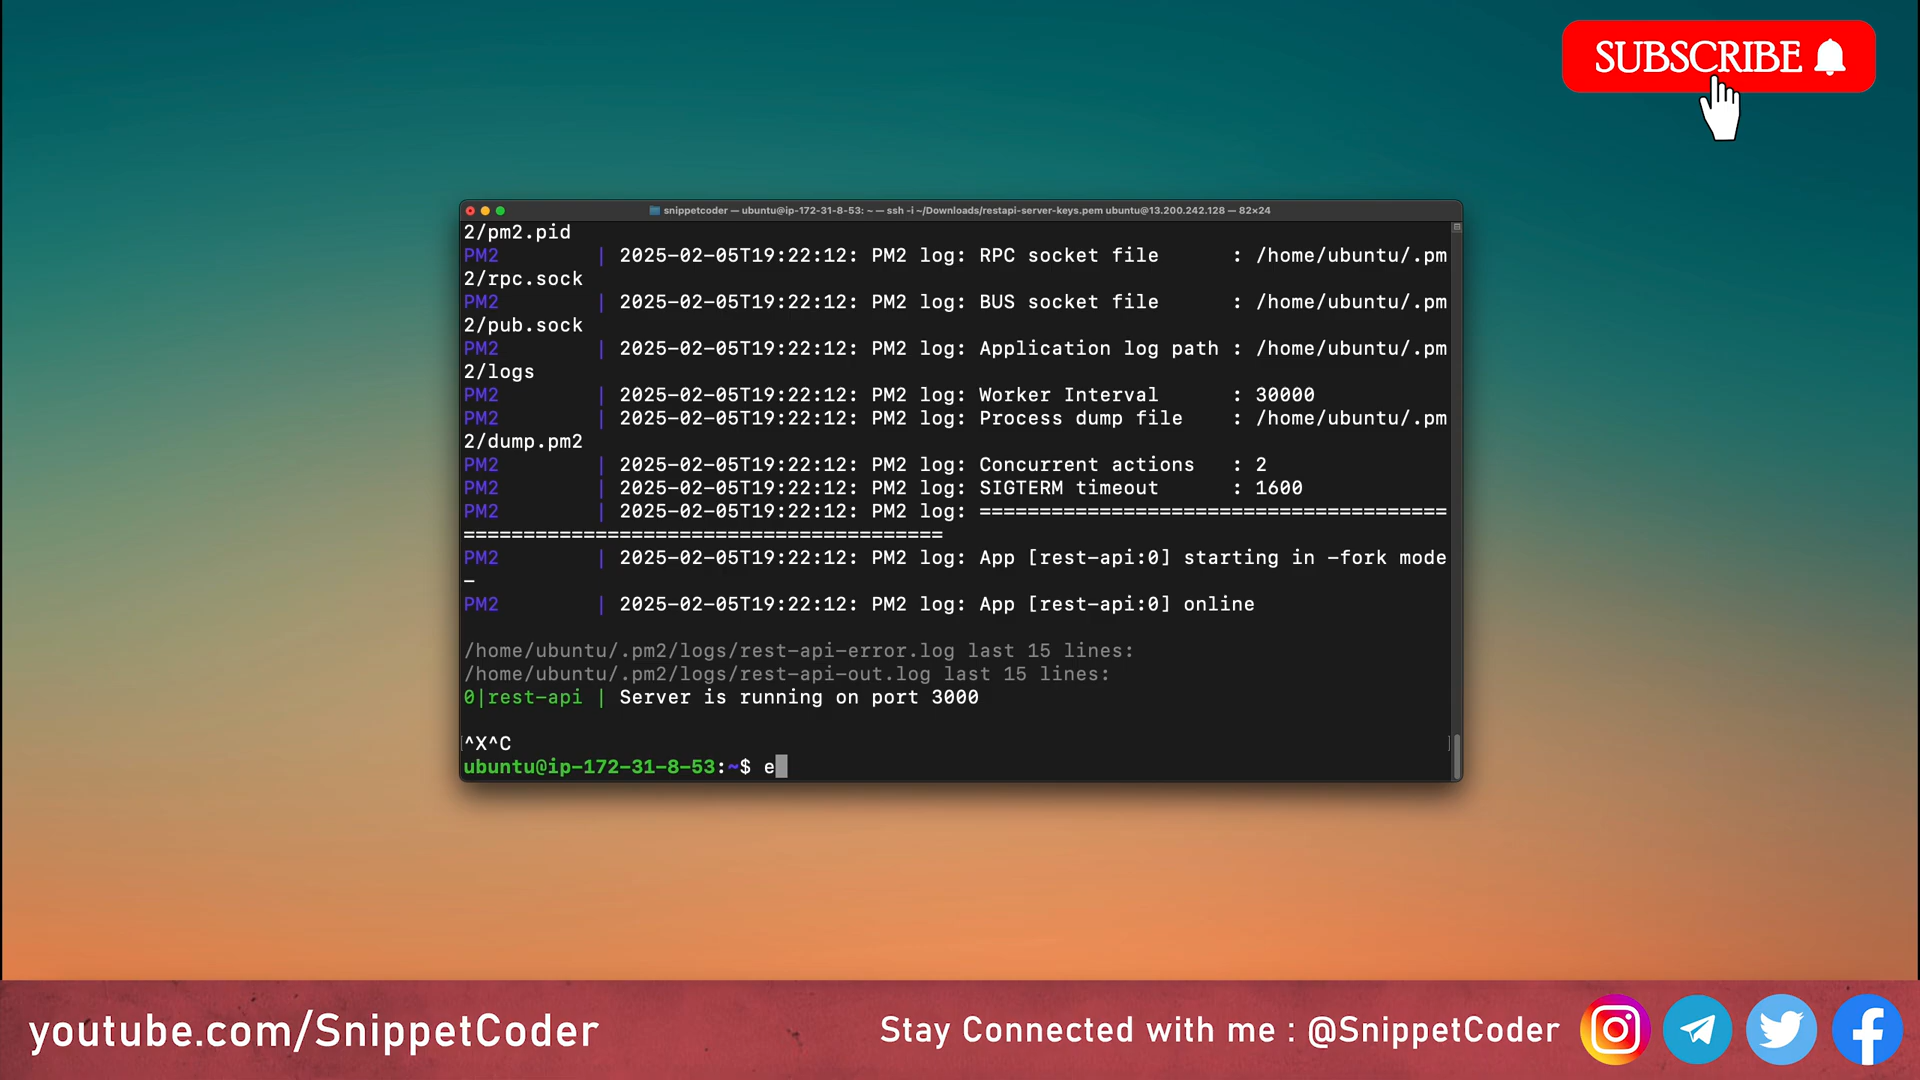 SUBSCRIBE
snippetcoder — ubuntu@ip-172-31-8-53: ~ — ssh -i ~/Downloads/restapi-server-keys.pem ubuntu@13.200.242.128 — 82×24
2/pm2.pid
PM2 | 2025-02-05T19:22:12: PM2 log: RPC socket file : /home/ubuntu/.pm
2/rpc.sock
PM2 | 2025-02-05T19:22:12: PM2 log: BUS socket file : /home/ubuntu/.pm
2/pub.sock
PM2 | 2025-02-05T19:22:12: PM2 log: Application log path : /home/ubuntu/.pm
2/logs
PM2 | 2025-02-05T19:22:12: PM2 log: Worker Interval : 30000
PM2 | 2025-02-05T19:22:12: PM2 log: Process dump file : /home/ubuntu/.pm
2/dump.pm2
PM2 | 2025-02-05T19:22:12: PM2 log: Concurrent actions : 2
PM2 | 2025-02-05T19:22:12: PM2 log: SIGTERM timeout : 1600
PM2 | 2025-02-05T19:22:12: PM2 log: =======================================
========================================
PM2 | 2025-02-05T19:22:12: PM2 log: App [rest-api:0] starting in -fork mode
-
PM2 | 2025-02-05T19:22:12: PM2 log: App [rest-api:0] online
/home/ubuntu/.pm2/logs/rest-api-error.log last 15 lines:
/home/ubuntu/.pm2/logs/rest-api-out.log last 15 lines:
0|rest-api | Server is running on port 3000
^X^C
ubuntu@ip-172-31-8-53:~$ e
youtube.com/SnippetCoder
Stay Connected with me : @SnippetCoder